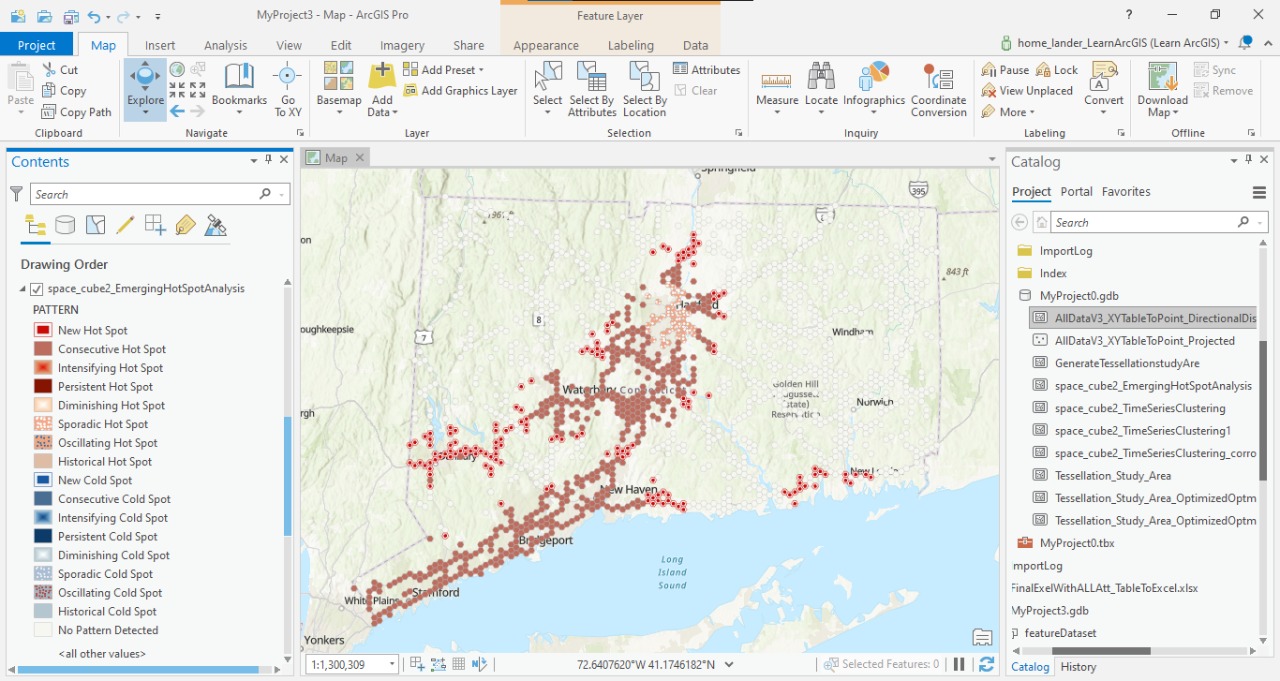 MyProject3 - Map - ArcGIS Pro
Feature Layer
?
Project
Map
Insert
Analysis
View
Edit
Imagery
Share
Appearance
Labeling
Data
home_lander_LearnArcGIS (Learn ArcGIS)
Paste
Cut
Copy
Copy Path
Clipboard
Explore
Bookmarks
Go To XY
Navigate
Basemap
Add Data
Add Preset
Add Graphics Layer
Layer
Select
Select By Attributes
Select By Location
Attributes
Clear
Selection
Measure
Locate
Infographics
Coordinate Conversion
Inquiry
Pause
Lock
View Unplaced
More
Convert
Labeling
Download Map
Sync
Remove
Offline
Contents
Search
Drawing Order
space_cube2_EmergingHotSpotAnalysis
PATTERN
New Hot Spot
Consecutive Hot Spot
Intensifying Hot Spot
Persistent Hot Spot
Diminishing Hot Spot
Sporadic Hot Spot
Oscillating Hot Spot
Historical Hot Spot
New Cold Spot
Consecutive Cold Spot
Intensifying Cold Spot
Persistent Cold Spot
Diminishing Cold Spot
Sporadic Cold Spot
Oscillating Cold Spot
Historical Cold Spot
No Pattern Detected
<all other values>
Map
Springfield
395
843 ft
8
7
Windham
Waterbury
Connecticut
Golden Hill
Reservation
Norwich
New Haven
Bridgeport
Long
Island
Sound
Stamford
White Plains
Yonkers
1:1,300,309
72.6407620°W 41.1746182°N
Selected Features: 0
Catalog
Project
Portal
Favorites
Search
ImportLog
Index
MyProject0.gdb
AllDataV3_XYTableToPoint_DirectionalDis
AllDataV3_XYTableToPoint_Projected
GenerateTessellationstudyAre
space_cube2_EmergingHotSpotAnalysis
space_cube2_TimeSeriesClustering
space_cube2_TimeSeriesClustering1
space_cube2_TimeSeriesClustering_corro
Tessellation_Study_Area
Tessellation_Study_Area_OptimizedOptm
Tessellation_Study_Area_OptimizedOptm
MyProject0.tbx
mportLog
FinalExelWithALLAtt_TableToExcel.xlsx
MyProject3.gdb
featureDataset
Catalog
History